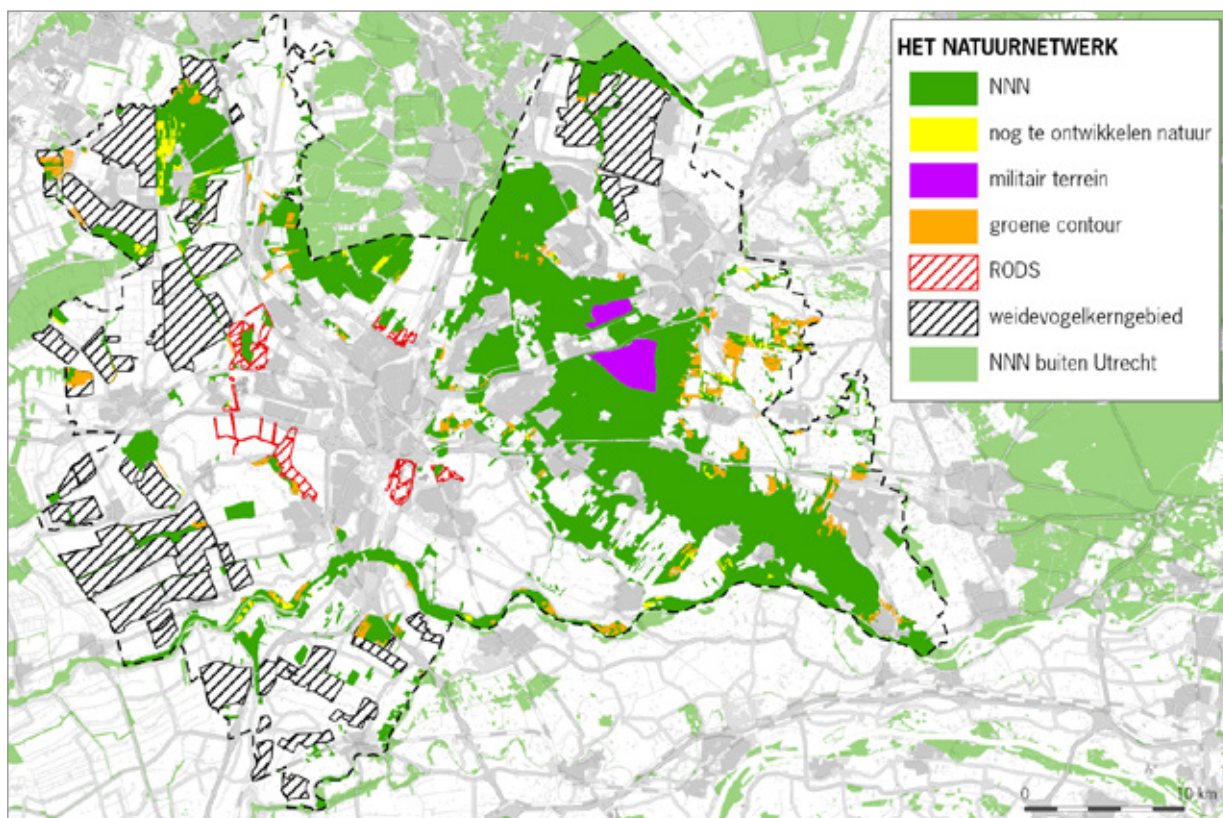 HET NATUURNETWERK
NNN
nog te ontwikkelen natuur
militair terrein
groene contour
RODS
weidevogelkerngebied
NNN buiten Utrecht
0 10 km